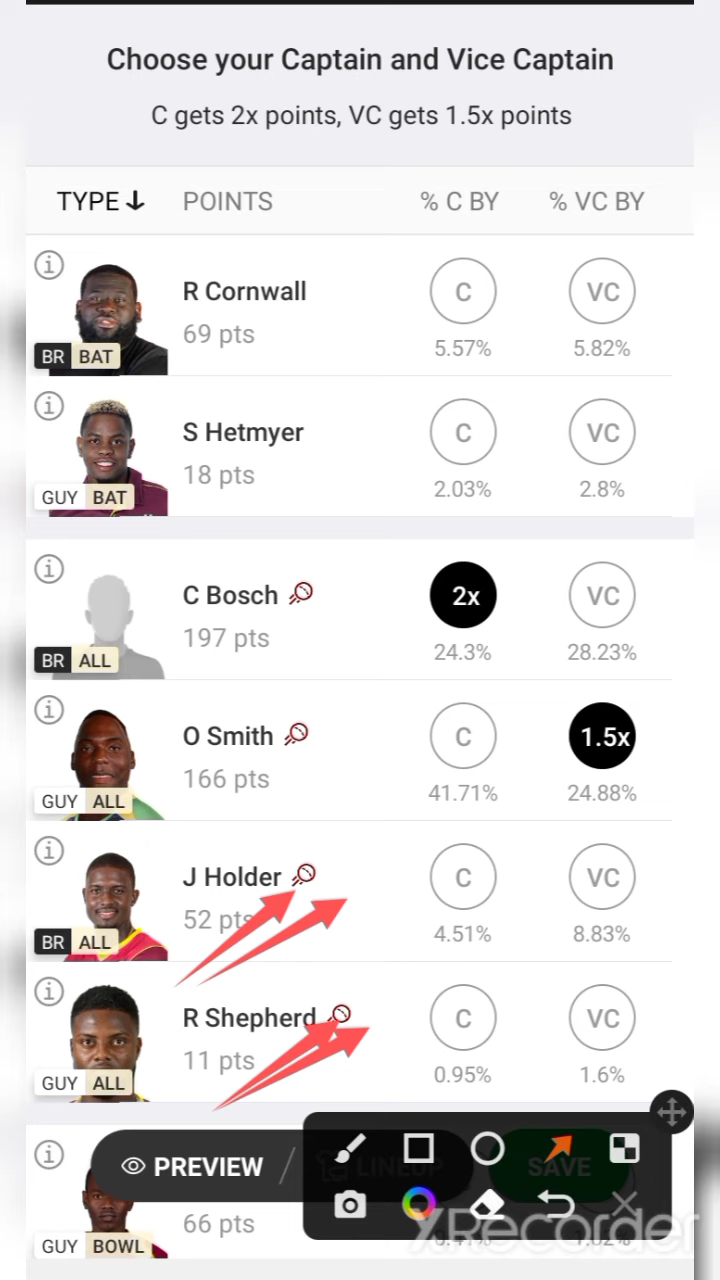 Choose your Captain and Vice Captain
C gets 2x points, VC gets 1.5x points
TYPE POINTS % C BY % VC BY
R Cornwall C VC
69 pts
BR BAT 5.57% 5.82%
S Hetmyer C VC
18 pts
GUY BAT 2.03% 2.8%
C Bosch 2x VC
197 pts
BR ALL 24.3% 28.23%
O Smith C 1.5x
166 pts
GUY ALL 41.71% 24.88%
J Holder C VC
52 pts
BR ALL 4.51% 8.83%
R Shepherd C VC
11 pts
GUY ALL 0.95% 1.6%
PREVIEW LINEUP SAVE
66 pts
GUY BOWL
XRecorder